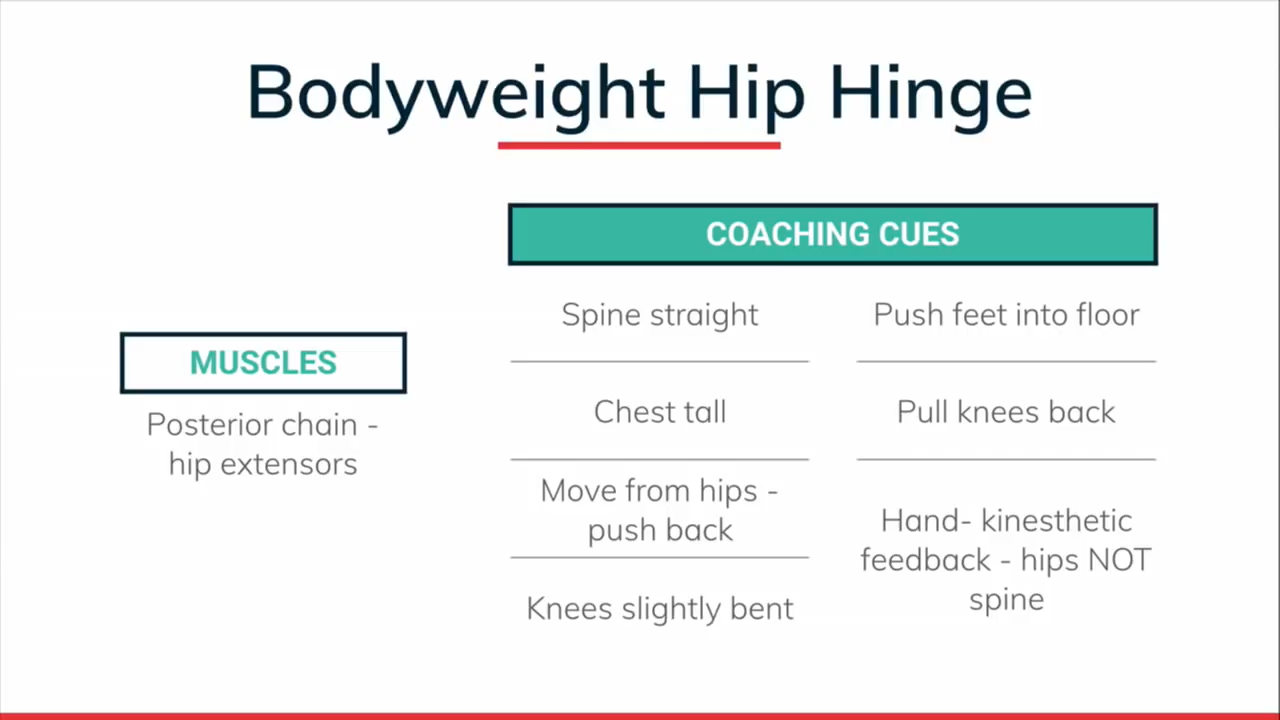 Bodyweight Hip Hinge
MUSCLES
Posterior chain -
hip extensors
COACHING CUES
Spine straight
Chest tall
Move from hips -
push back
Knees slightly bent
Push feet into floor
Pull knees back
Hand- kinesthetic
feedback - hips NOT
spine